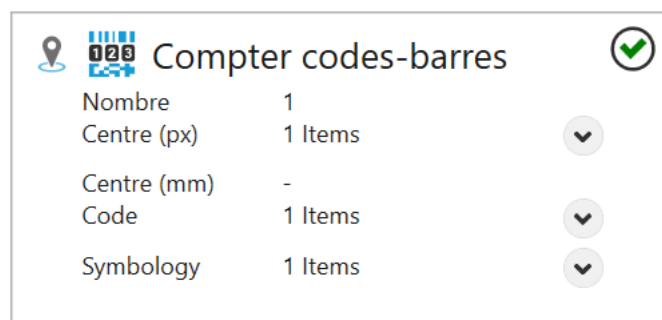 123 Compter codes-barres
Nombre 1
Centre (px) 1 Items
Centre (mm) -
Code 1 Items
Symbology 1 Items